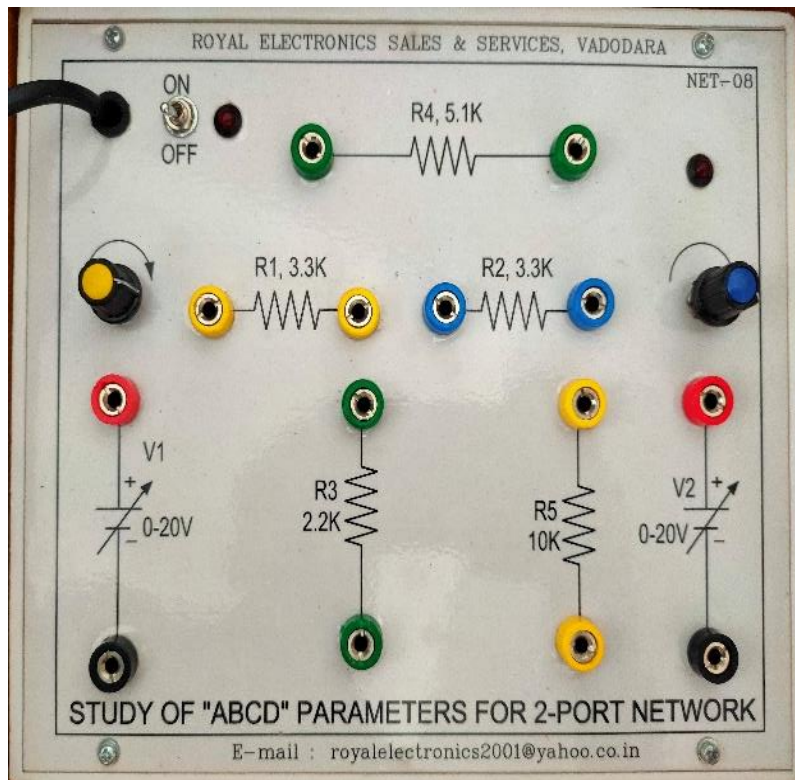 ROYAL ELECTRONICS SALES & SERVICES, VADODARA
NET-08
ON
OFF
R4, 5.1K
R1, 3.3K
R2, 3.3K
V1
+
0-20V
−
R3
2.2K
R5
10K
V2
+
0-20V
−
STUDY OF "ABCD" PARAMETERS FOR 2-PORT NETWORK
E-mail : royalelectronics2001@yahoo.co.in